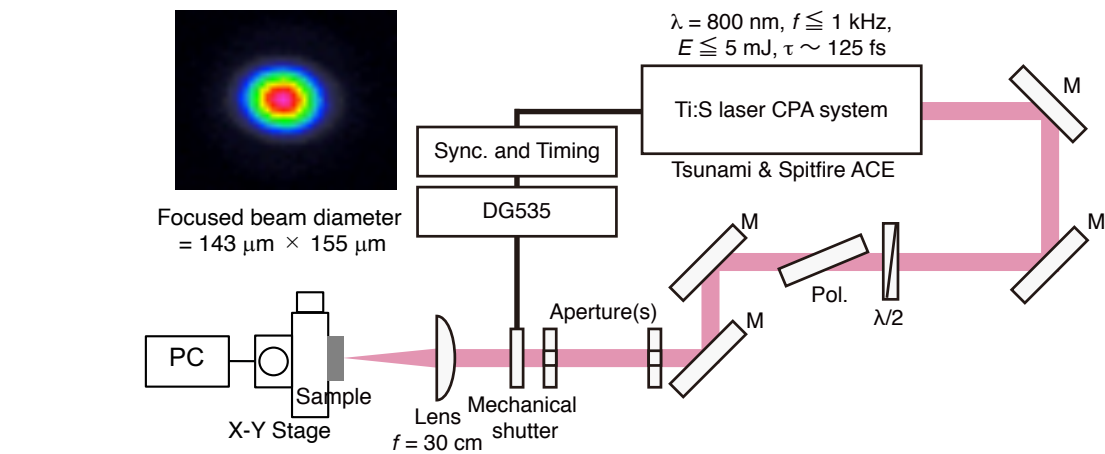 λ = 800 nm, f ≦ 1 kHz,
E ≦ 5 mJ, τ ～ 125 fs
Ti:S laser CPA system
Tsunami & Spitfire ACE
M
Sync. and Timing
DG535
Focused beam diameter
= 143 μm × 155 μm
M
M
Pol.
λ/2
Aperture(s)
M
PC
Sample
X-Y Stage
Lens
f = 30 cm
Mechanical
shutter